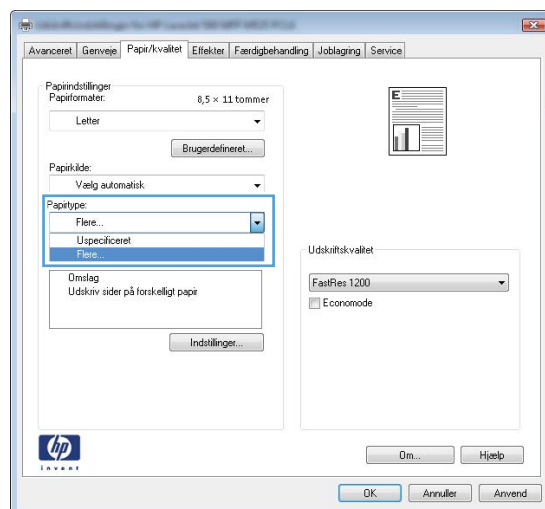 Avanceret Genveje Papir/kvalitet Effekter Færdigbehandling Joblagring Service
Papirindstillinger
Papirformater: 8,5 × 11 tommer
Letter
Brugerdefineret...
Papirkilde:
Vælg automatisk
Papirtype:
Flere...
Uspecificeret
Flere...
Omslag
Udskriv sider på forskelligt papir
Indstillinger...
E
Udskriftskvalitet
FastRes 1200
Economode
hp
invent
Om... Hjælp
OK Annuller Anvend